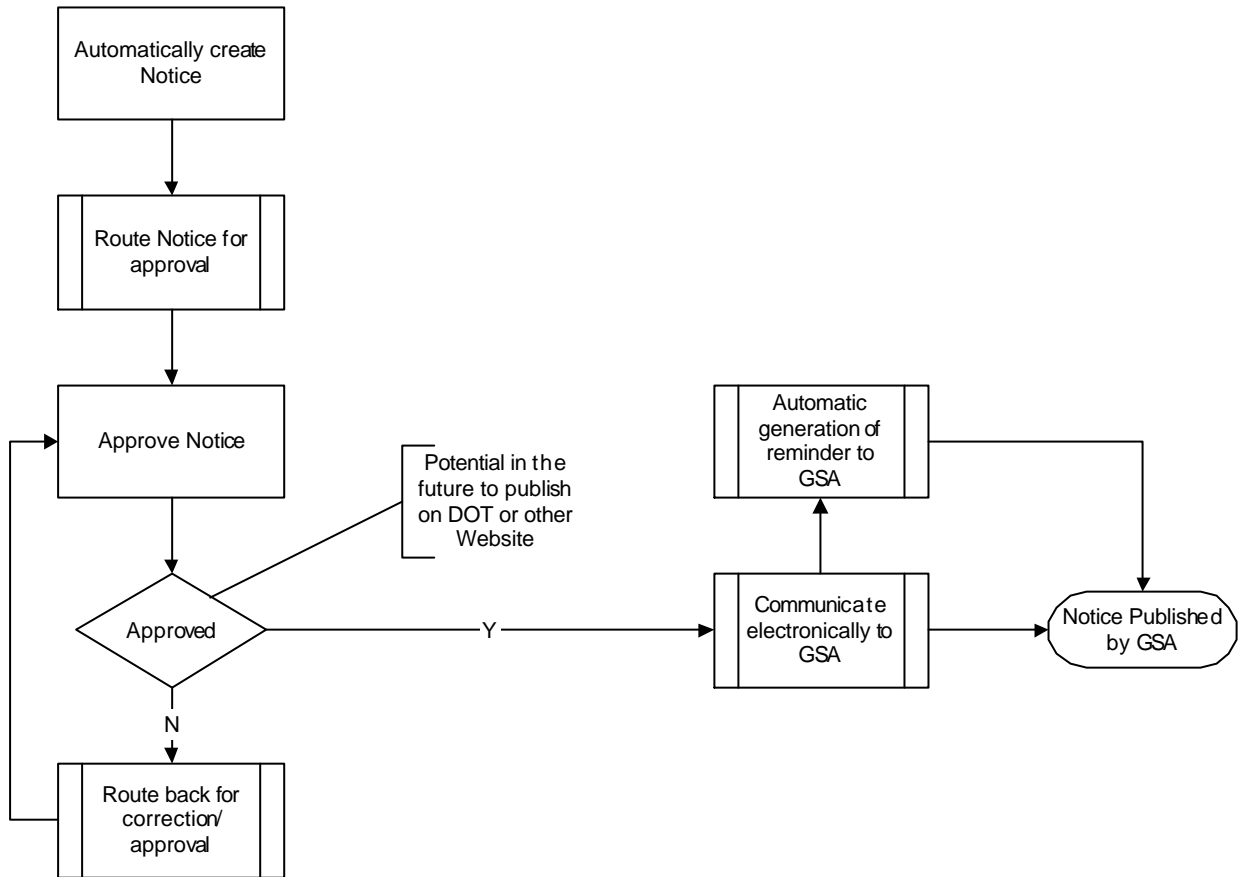 Automatically create
Notice
Route Notice for
approval
Approve Notice
Potential in the
future to publish
on DOT or other
Website
Automatic
generation of
reminder to
GSA
Approved
Y
Communicate
electronically to
GSA
Notice Published
by GSA
N
Route back for
correction/
approval